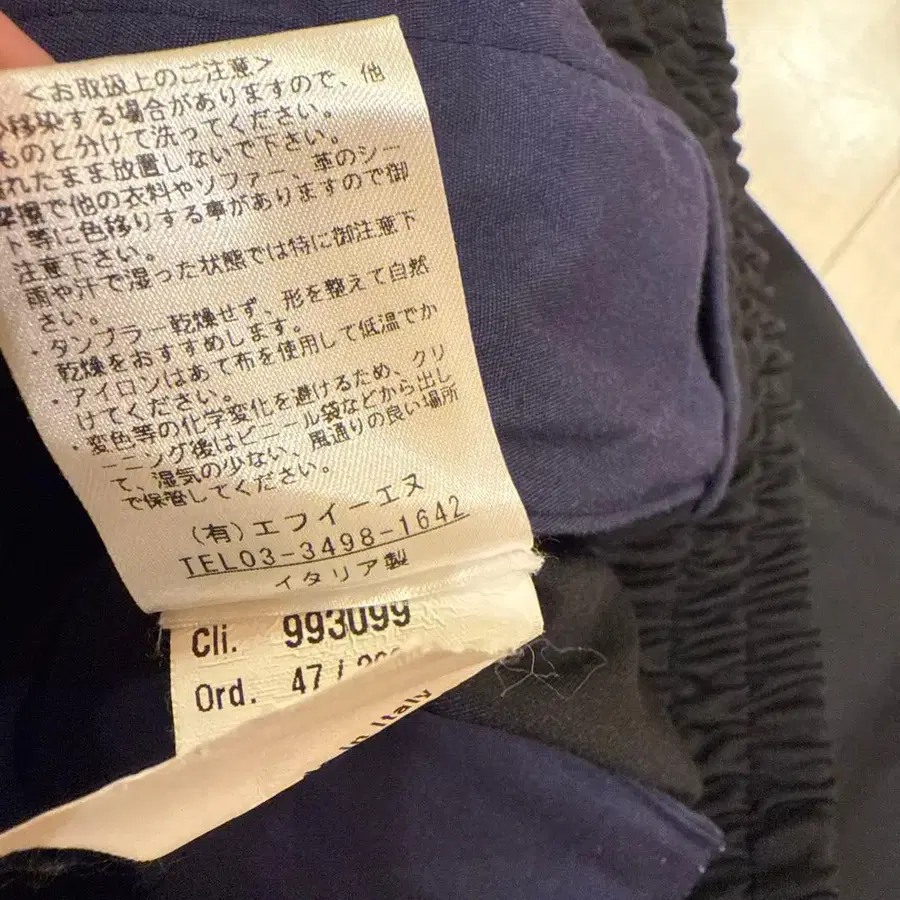 <お取扱上のご注意>
移染する場合がありますので、他
ものと分けて洗ってください。
れたまま放置しないで下さい。
摩擦で他の衣料やソファー、革のシー
ト等に色移りする事がありますので御
注意下さい。
雨や汗で湿った状態では特に御注意下
さい。
・タンブラー乾燥せず、形を整えて自然
乾燥をおすすめします。
・アイロンはあて布を使用して低温でか
けてください。
・変色等の化学変化を避けるため、クリ
ーニング後はビニール袋などから出し
て、湿気の少ない、風通りの良い場所
で保管してください。
(有)エフイーエヌ
TEL03-3498-1642
イタリア製
Cli. 993099
Ord. 47/
in Italy